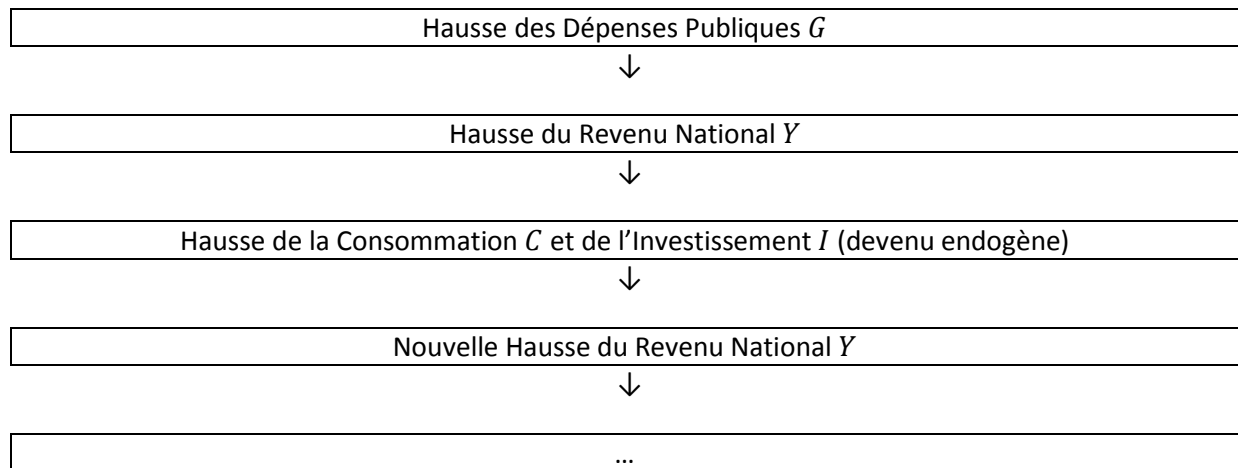 Hausse des Dépenses Publiques G
↓
Hausse du Revenu National Y
↓
Hausse de la Consommation C et de l’Investissement I (devenu endogène)
↓
Nouvelle Hausse du Revenu National Y
↓
…